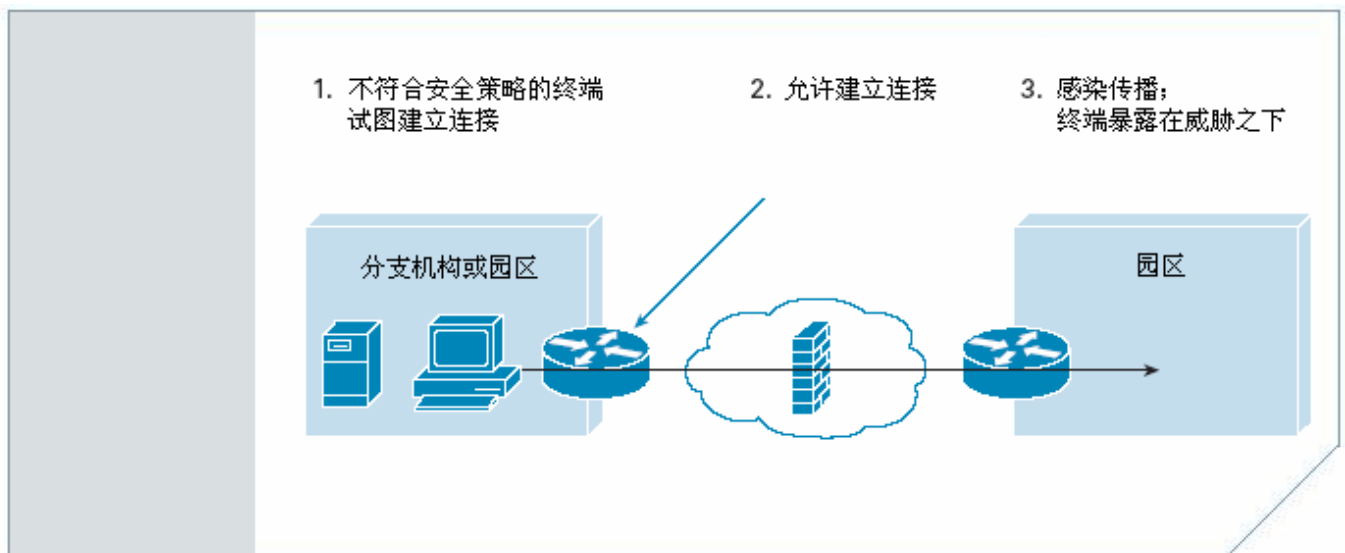 1. 不符合安全策略的终端
试图建立连接
2. 允许建立连接
3. 感染传播；
终端暴露在威胁之下
分支机构或园区
园区